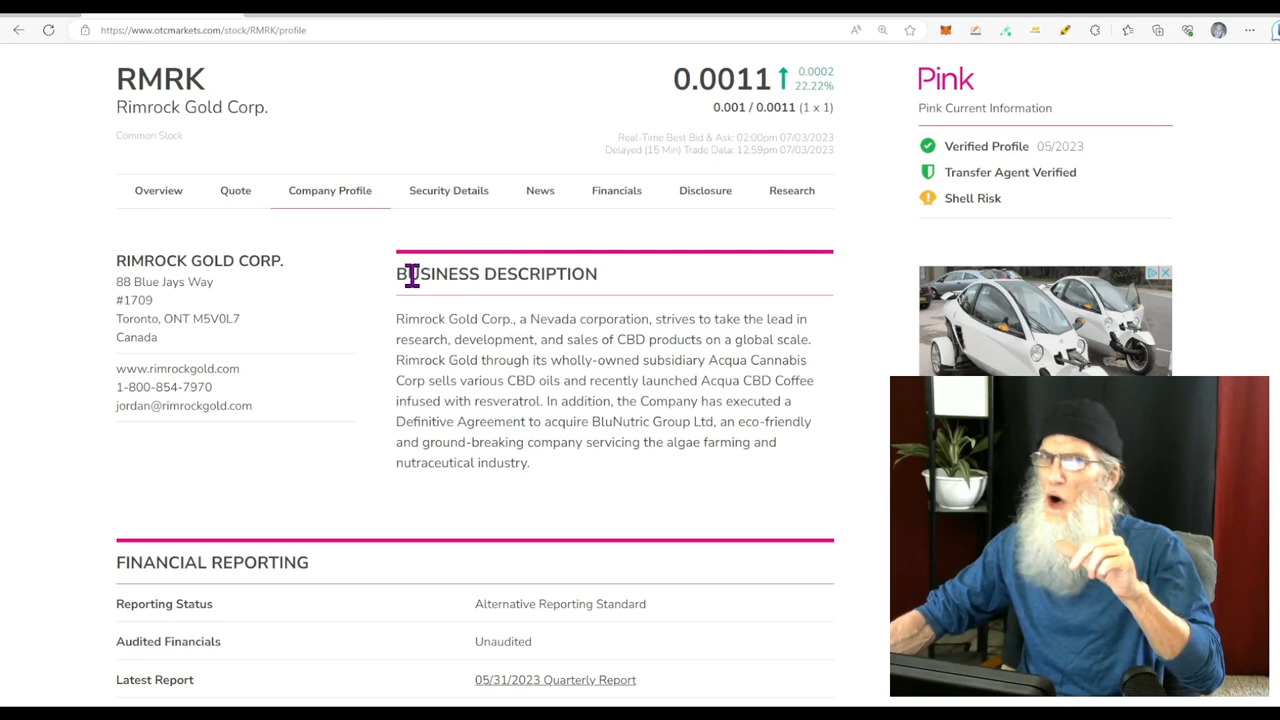 https://www.otcmarkets.com/stock/RMRK/profile
RMRK
Rimrock Gold Corp.
Common Stock
0.0011
0.0002
22.22%
0.001 / 0.0011 (1 x 1)
Real-Time Best Bid & Ask: 02:00pm 07/03/2023
Delayed (15 Min) Trade Data: 12:59pm 07/03/2023
Pink
Pink Current Information
Verified Profile 05/2023
Transfer Agent Verified
Shell Risk
Overview
Quote
Company Profile
Security Details
News
Financials
Disclosure
Research
RIMROCK GOLD CORP.
88 Blue Jays Way
#1709
Toronto, ONT M5V0L7
Canada
www.rimrockgold.com
1-800-854-7970
jordan@rimrockgold.com
BUSINESS DESCRIPTION
Rimrock Gold Corp., a Nevada corporation, strives to take the lead in
research, development, and sales of CBD products on a global scale.
Rimrock Gold through its wholly-owned subsidiary Acqua Cannabis
Corp sells various CBD oils and recently launched Acqua CBD Coffee
infused with resveratrol. In addition, the Company has executed a
Definitive Agreement to acquire BluNutric Group Ltd, an eco-friendly
and ground-breaking company servicing the algae farming and
nutraceutical industry.
FINANCIAL REPORTING
Reporting Status Alternative Reporting Standard
Audited Financials Unaudited
Latest Report 05/31/2023 Quarterly Report